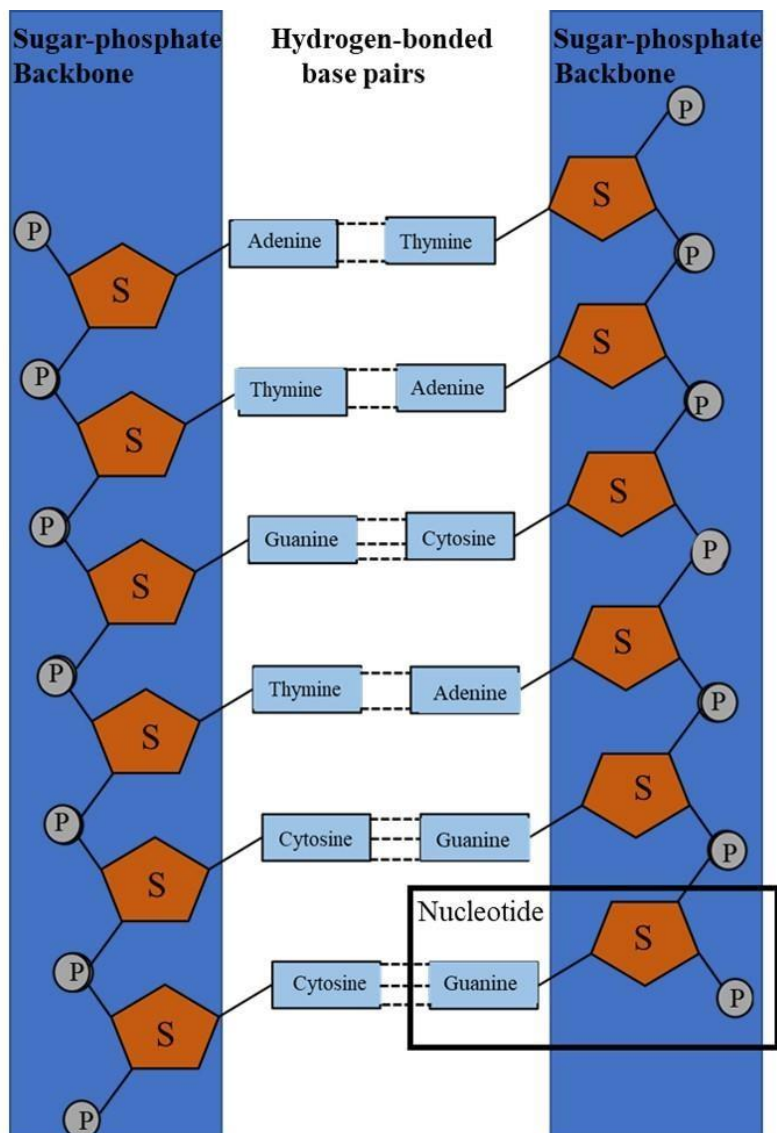 Sugar-phosphate
Backbone
Hydrogen-bonded
base pairs
Sugar-phosphate
Backbone
P
S
P
Adenine
Thymine
S
P
P
Thymine
Adenine
S
S
P
P
Guanine
Cytosine
S
S
P
P
Thymine
Adenine
S
S
P
P
Cytosine
Guanine
S
S
P
P
Nucleotide
Cytosine
Guanine
S
S
P
P